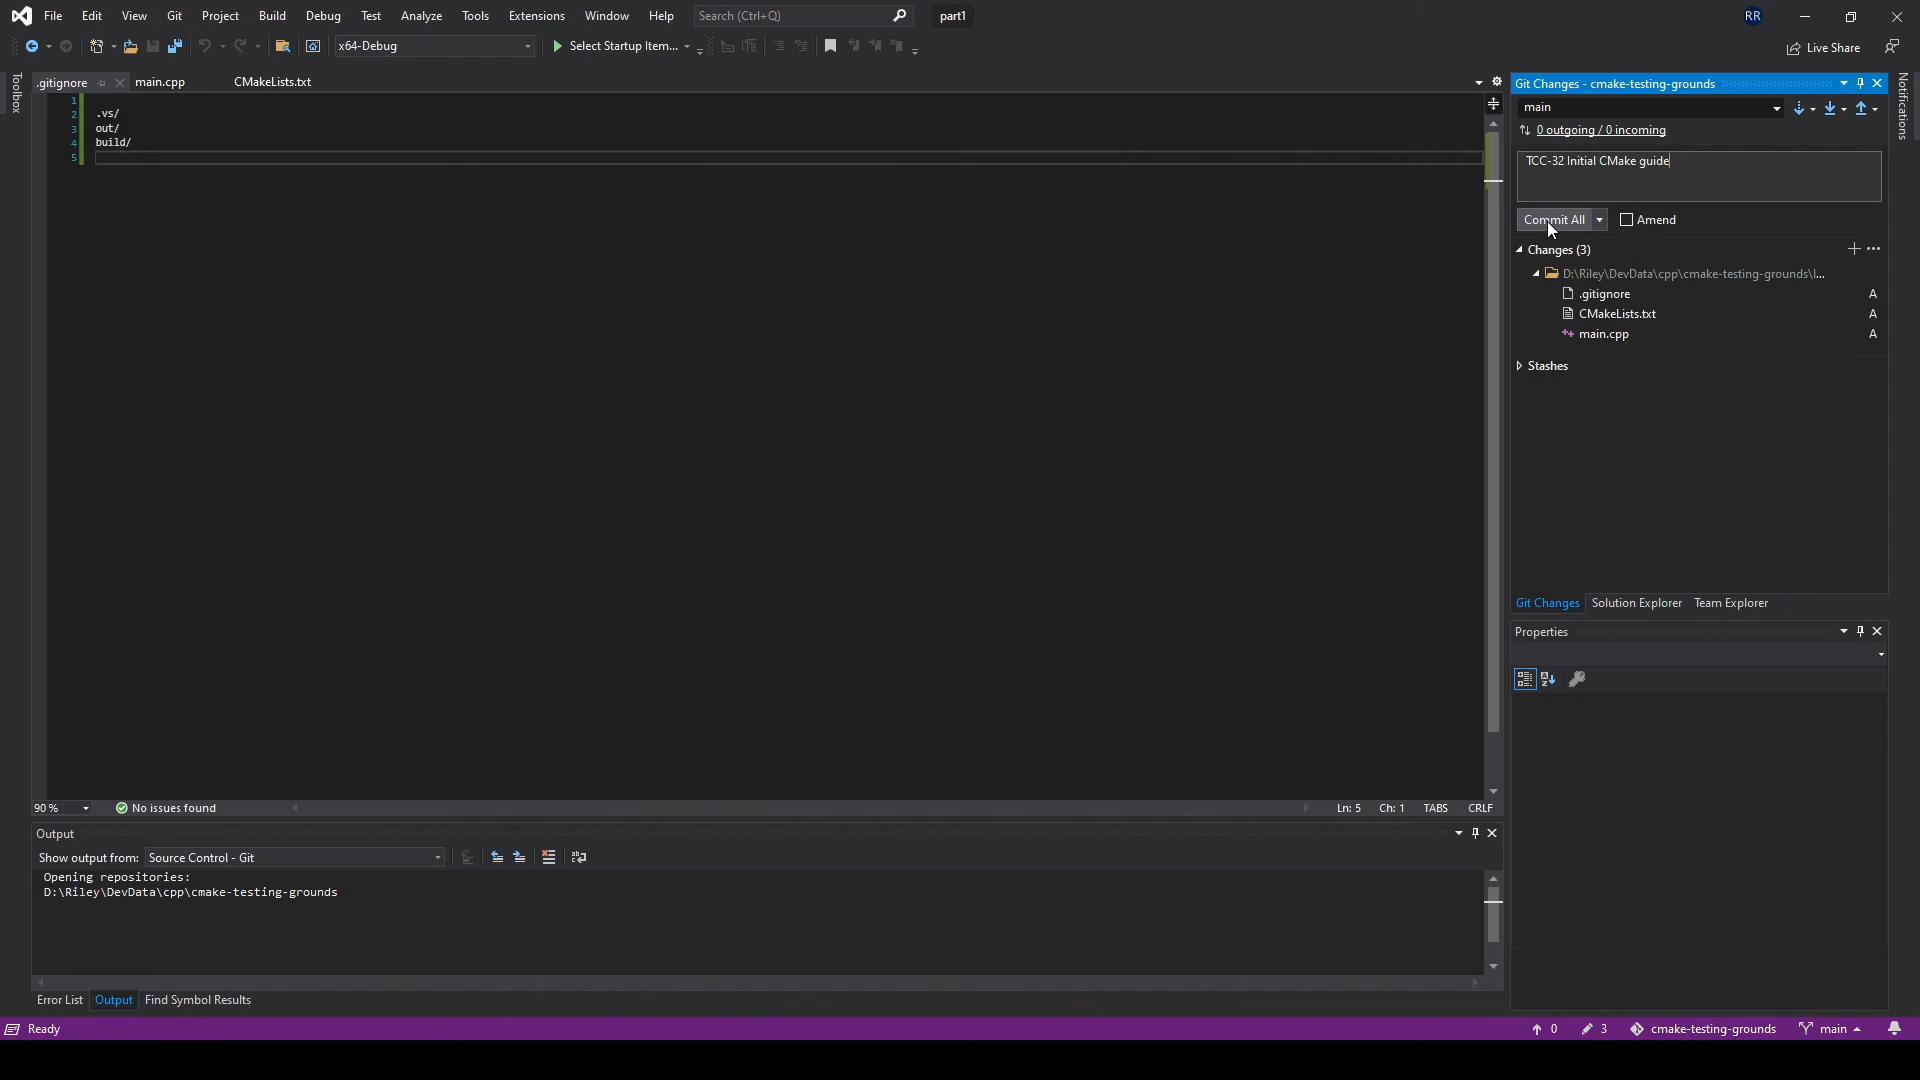 File Edit View Git Project Build Debug Test Analyze Tools Extensions Window Help Search (Ctrl+Q) part1 RR
x64-Debug Select Startup Item... Live Share
Toolbox
.gitignore main.cpp CMakeLists.txt
1
2 .vs/
3 out/
4 build/
5
90 % No issues found Ln: 5 Ch: 1 TABS CRLF
Output
Show output from: Source Control - Git
Opening repositories:
D:\Riley\DevData\cpp\cmake-testing-grounds
Error List Output Find Symbol Results
Git Changes - cmake-testing-grounds
main
0 outgoing / 0 incoming
TCC-32 Initial CMake guide
Commit All Amend
Changes (3)
D:\Riley\DevData\cpp\cmake-testing-grounds\l...
.gitignore A
CMakeLists.txt A
main.cpp A
Stashes
Git Changes Solution Explorer Team Explorer
Properties
Notifications
Ready 0 3 cmake-testing-grounds main